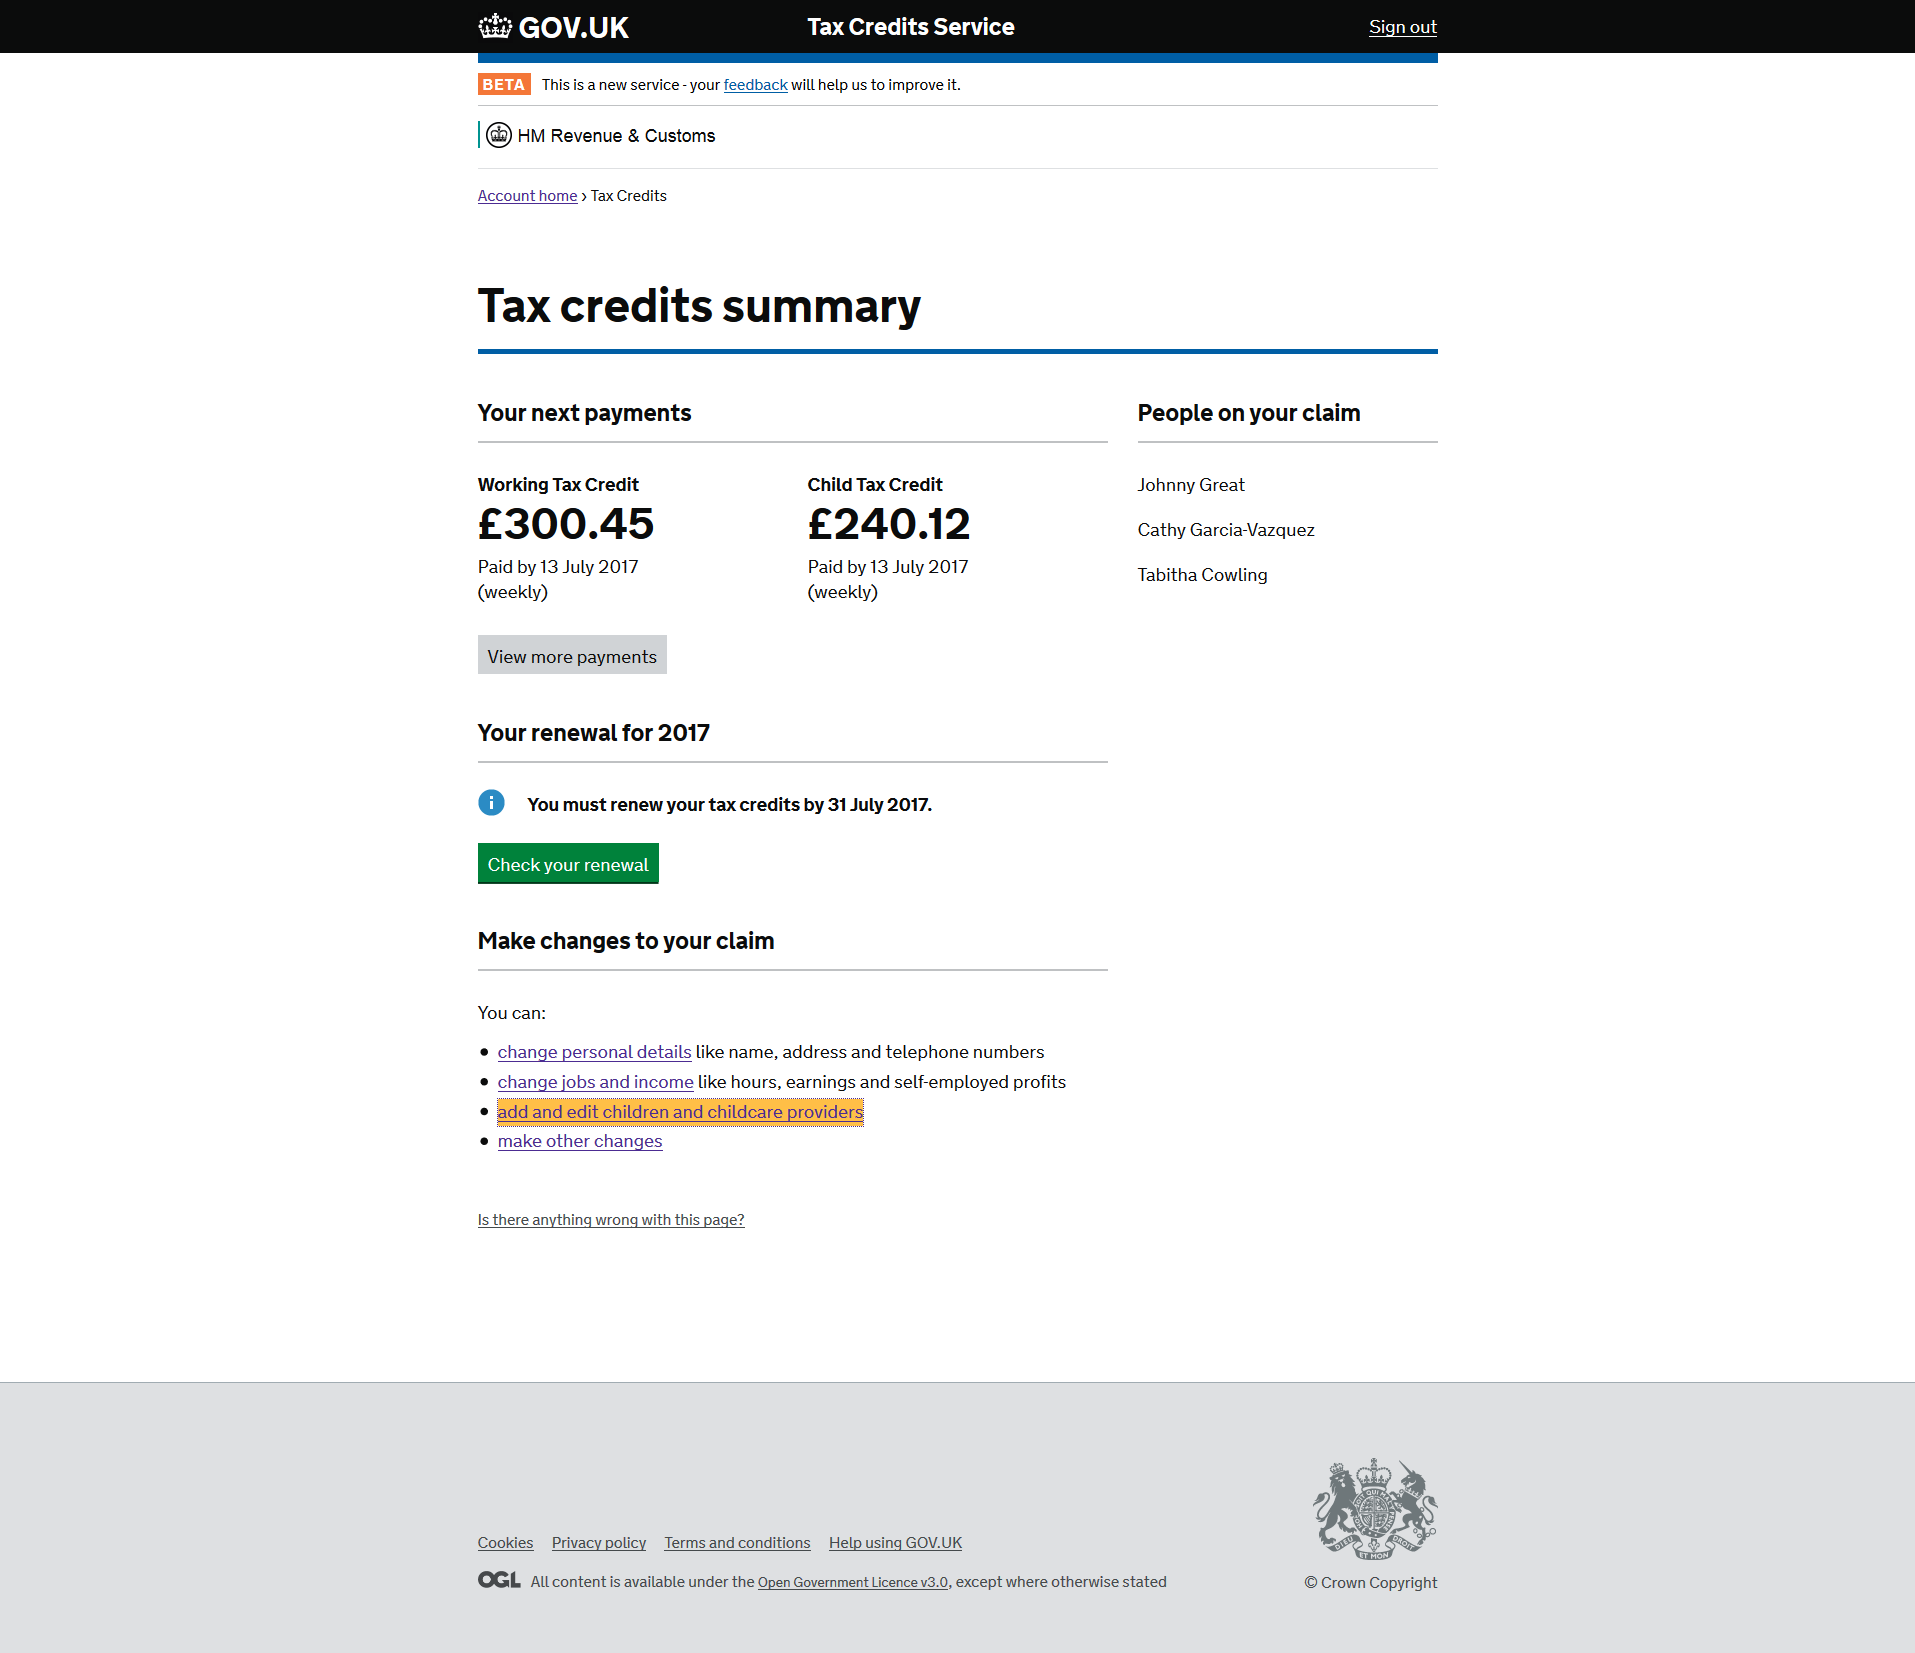 GOV.UK
Tax Credits Service
Sign out
BETA This is a new service - your feedback will help us to improve it.
HM Revenue & Customs
Account home › Tax Credits
Tax credits summary
Your next payments
People on your claim
Working Tax Credit
£300.45
Paid by 13 July 2017
(weekly)
Child Tax Credit
£240.12
Paid by 13 July 2017
(weekly)
Johnny Great
Cathy Garcia-Vazquez
Tabitha Cowling
View more payments
Your renewal for 2017
You must renew your tax credits by 31 July 2017.
Check your renewal
Make changes to your claim
You can:
change personal details like name, address and telephone numbers
change jobs and income like hours, earnings and self-employed profits
add and edit children and childcare providers
make other changes
Is there anything wrong with this page?
Cookies Privacy policy Terms and conditions Help using GOV.UK
OGL All content is available under the Open Government Licence v3.0, except where otherwise stated
DIEU ET MON DROIT
© Crown Copyright